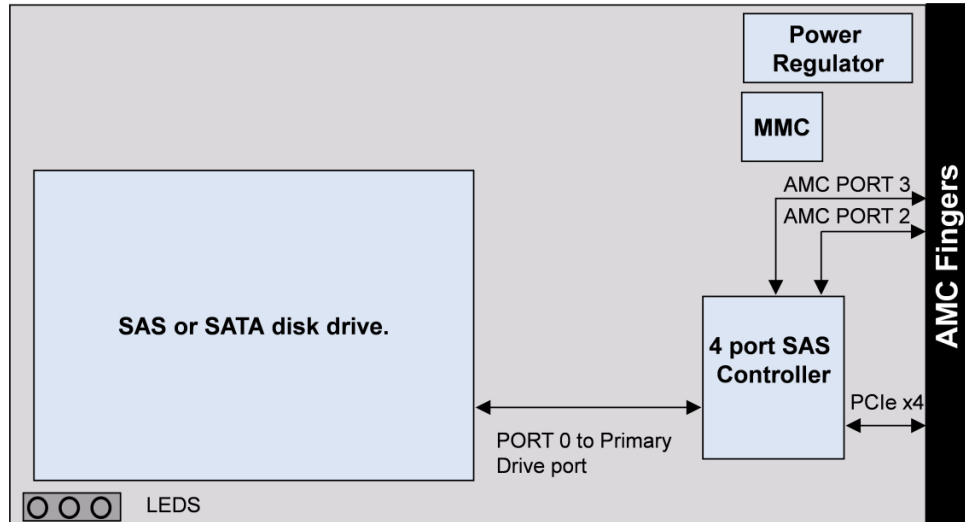 Power
Regulator
MMC
AMC PORT 3
AMC PORT 2
AMC Fingers
SAS or SATA disk drive.
4 port SAS
Controller
PCIe x4
PORT 0 to Primary
Drive port
LEDS